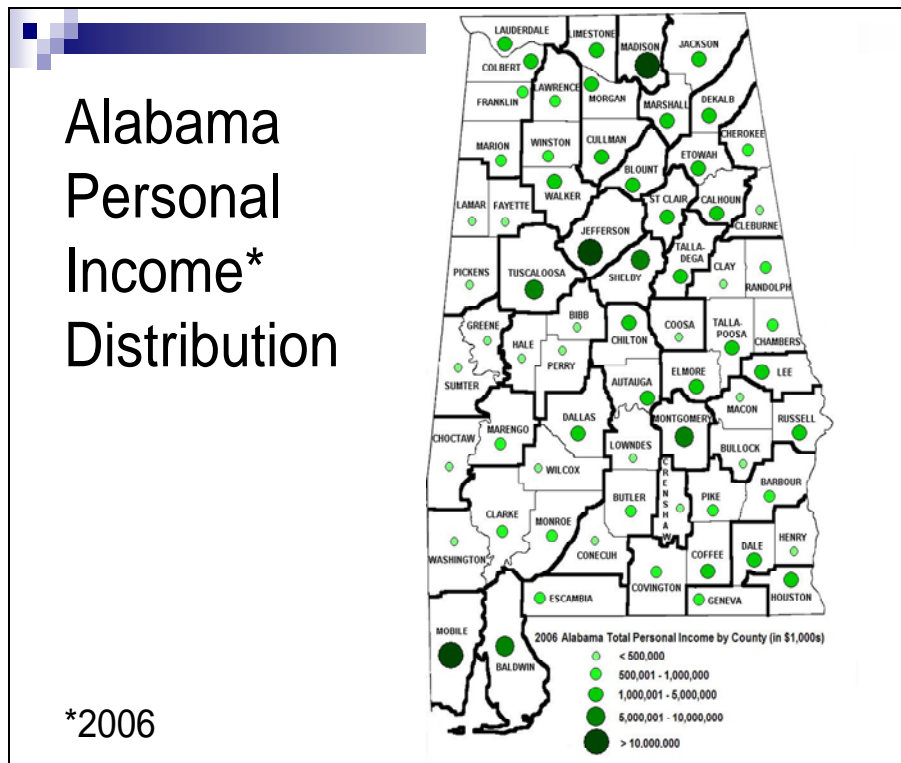 Alabama
Personal
Income*
Distribution
*2006
LAUDERDALE
LIMESTONE
MADISON
JACKSON
COLBERT
LAWRENCE
FRANKLIN
MORGAN
MARSHALL
DEKALB
CHEROKEE
MARION
WINSTON
CULLMAN
ETOWAH
BLOUNT
WALKER
ST CLAIR
CALHOUN
LAMAR
FAYETTE
CLEBURNE
JEFFERSON
TALLA-
DEGA
PICKENS
TUSCALOOSA
SHELBY
CLAY
RANDOLPH
BIBB
GREENE
HALE
PERRY
CHILTON
COOSA
TALLA-
POOSA
CHAMBERS
SUMTER
AUTAUGA
ELMORE
LEE
MACON
DALLAS
MONTGOMERY
RUSSELL
MARENGO
CHOCTAW
LOWNDES
BULLOCK
WILCOX
CRENSHAW
BARBOUR
CLARKE
MONROE
BUTLER
PIKE
WASHINGTON
CONECUH
COFFEE
DALE
HENRY
COVINGTON
ESCAMBIA
GENEVA
HOUSTON
MOBILE
BALDWIN
2006 Alabama Total Personal Income by County (in $1,000s)
< 500,000
500,001 - 1,000,000
1,000,001 - 5,000,000
5,000,001 - 10,000,000
> 10.000.000